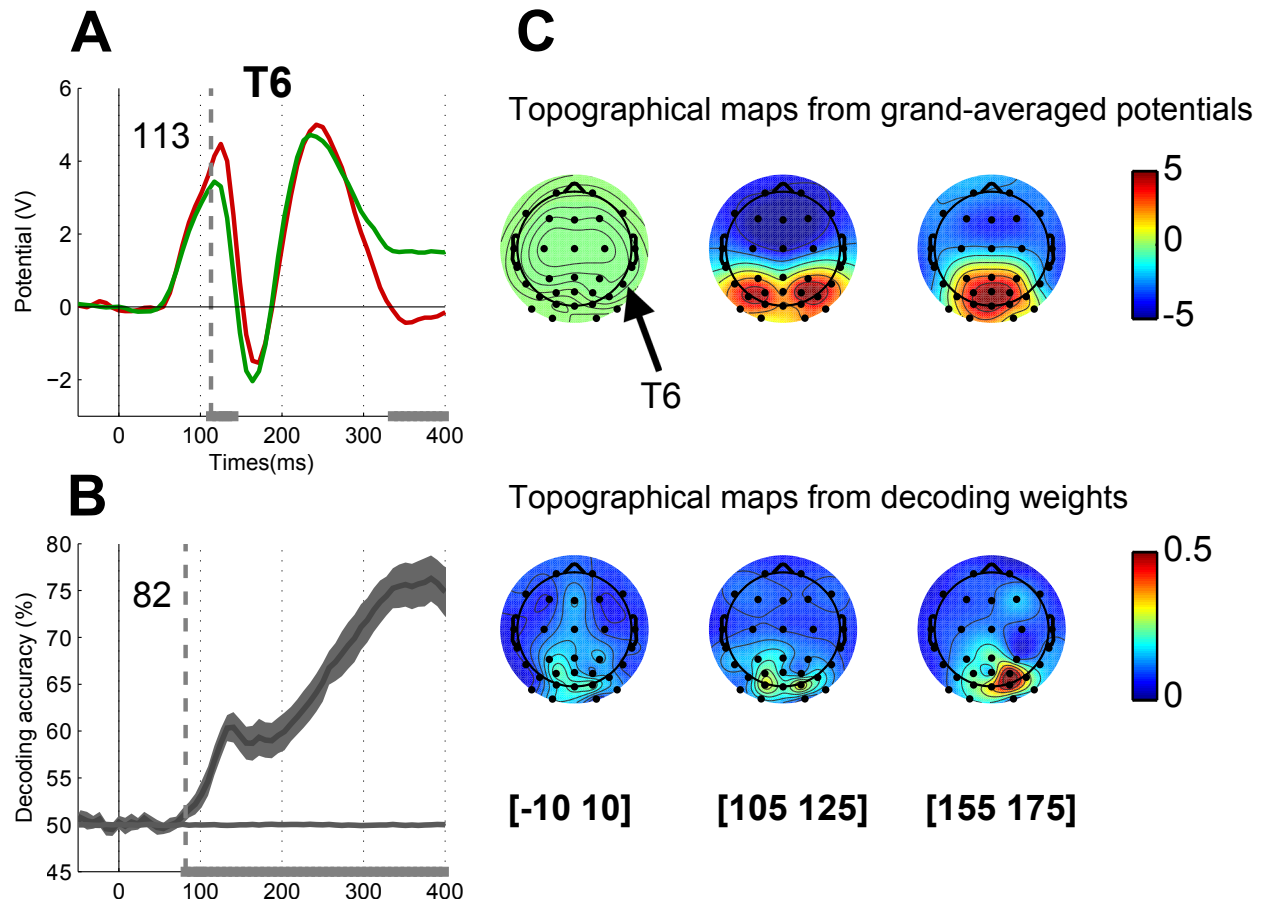 A
T6
113
6
4
2
0
−2
Potential (V)
0 100 200 300 400
Times(ms)
B
82
80
75
70
65
60
55
50
45
Decoding accuracy (%)
0 100 200 300 400
C
Topographical maps from grand-averaged potentials
5
0
-5
T6
Topographical maps from decoding weights
0.5
0
[-10 10] [105 125] [155 175]